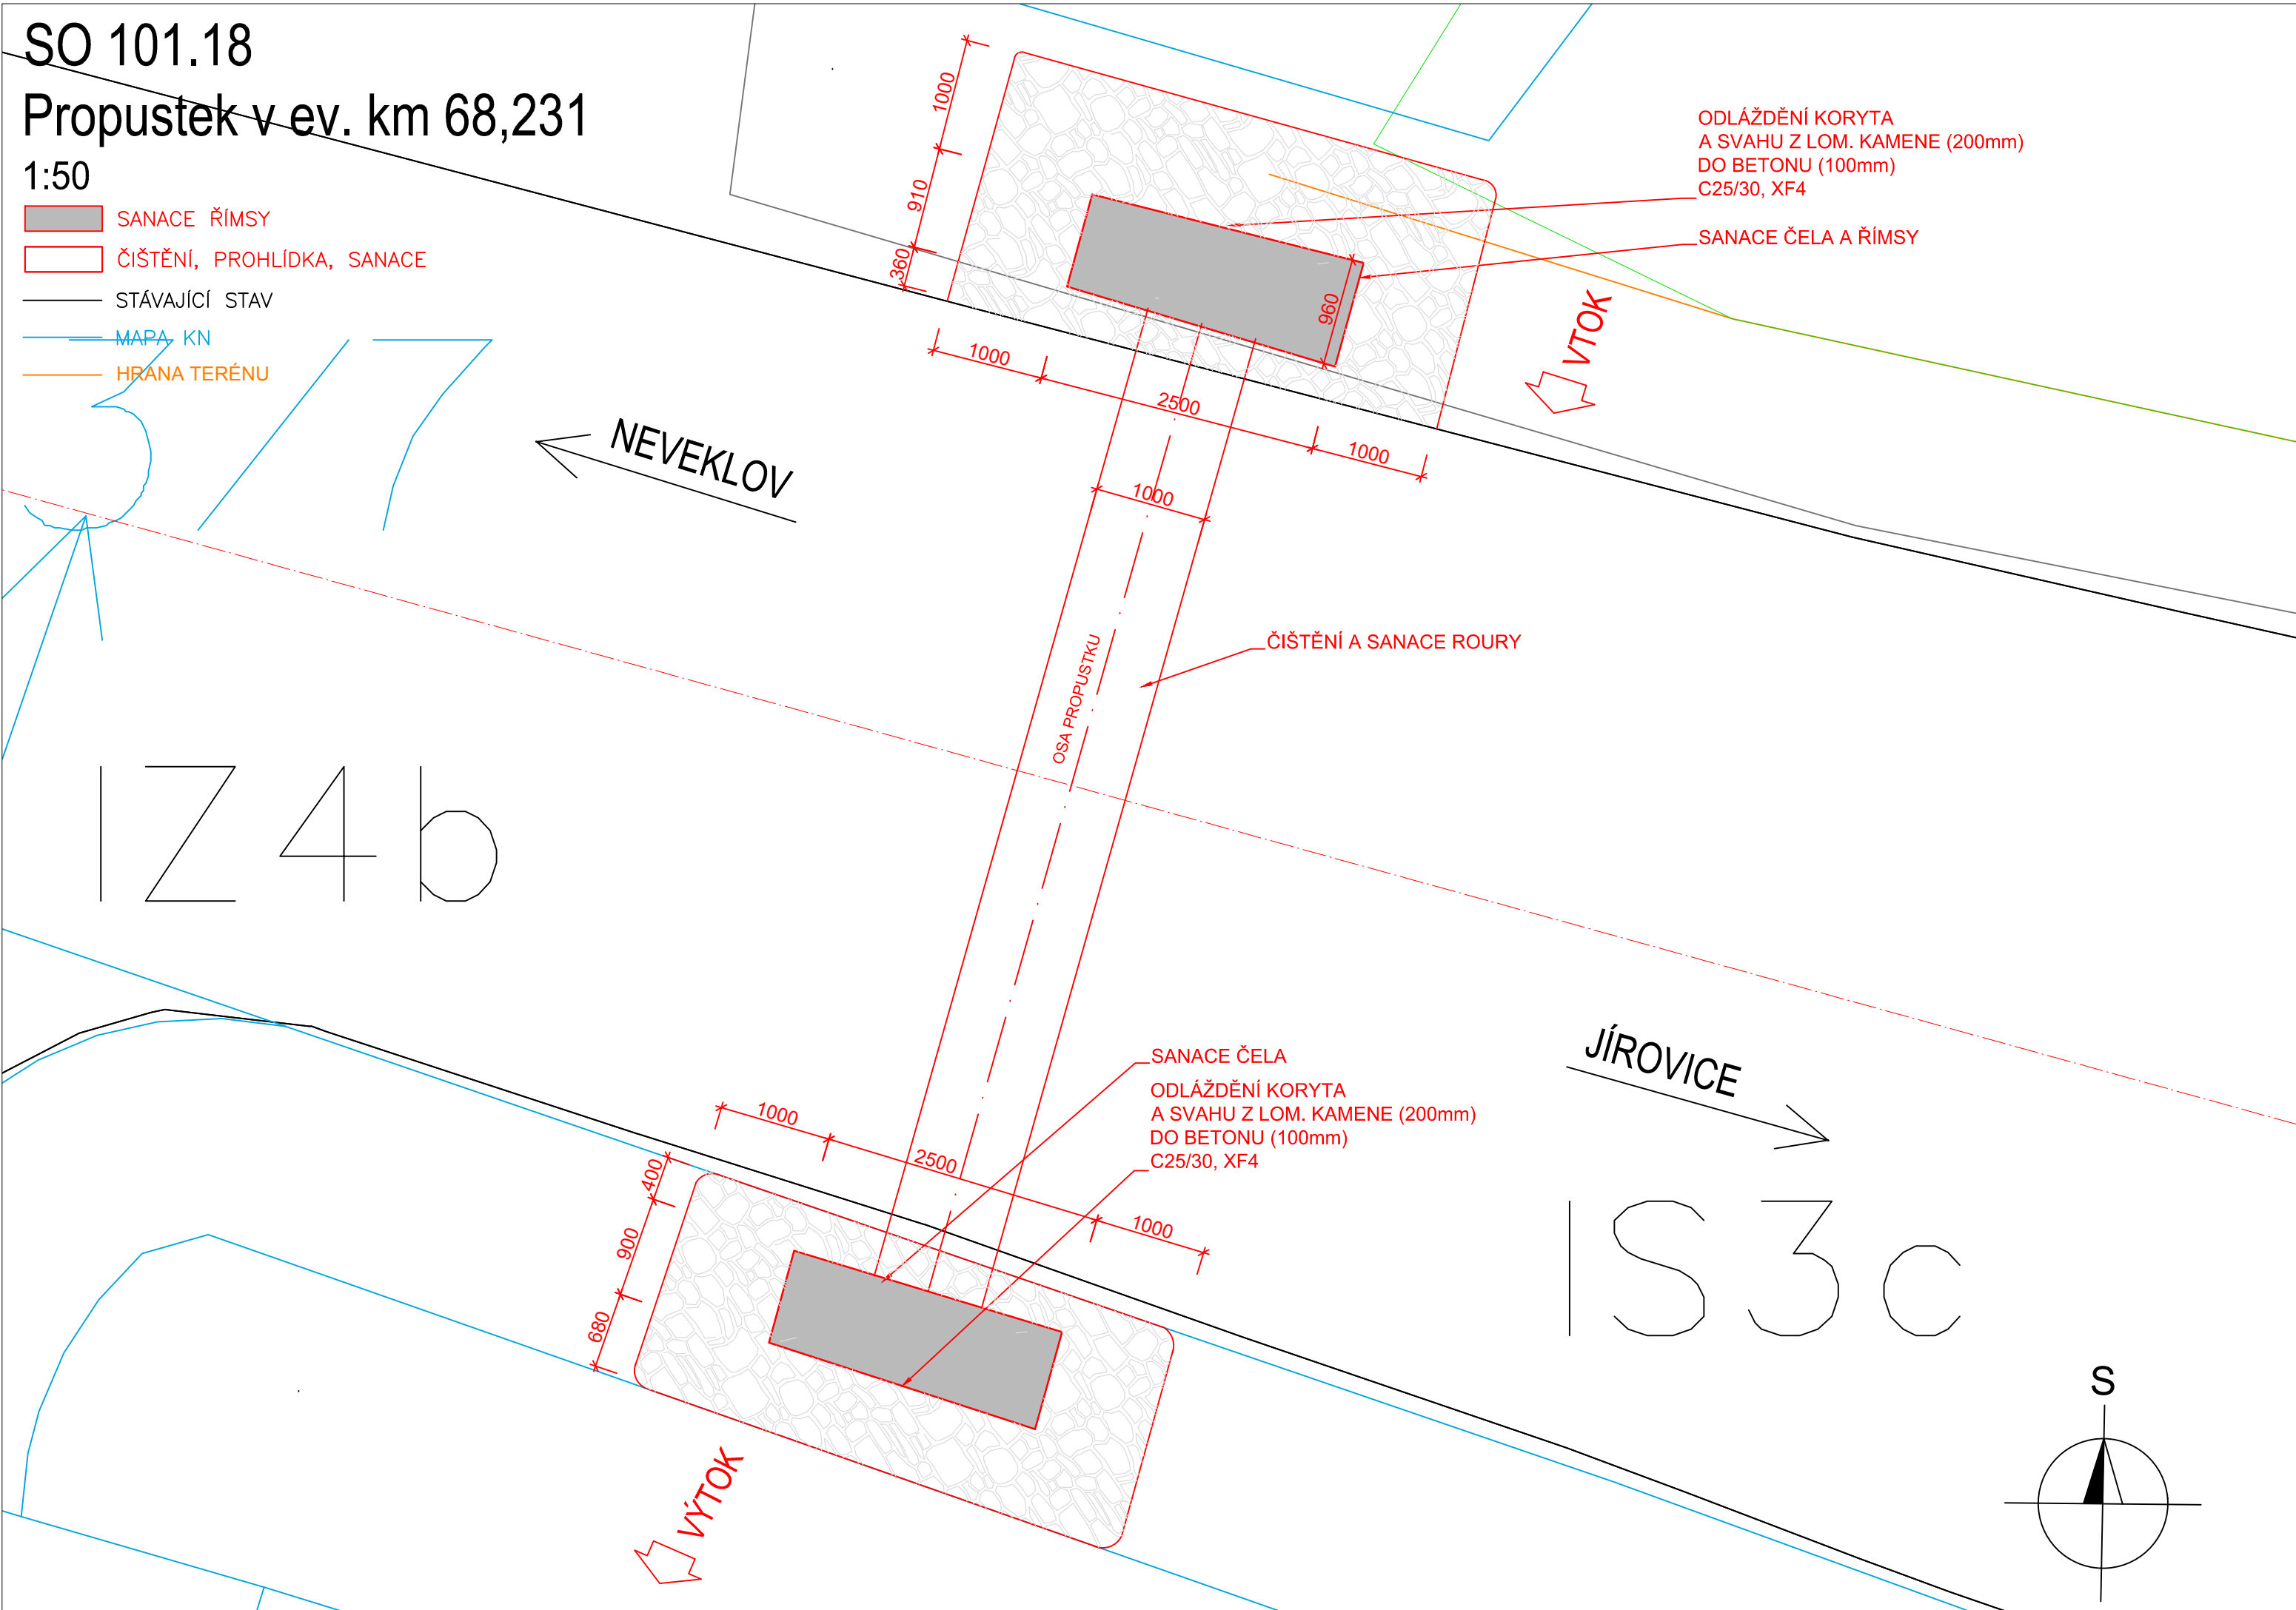 SO 101.18
Propustek v ev. km 68,231
1:50
SANACE ŘÍMSY
ČIŠTĚNÍ, PROHLÍDKA, SANACE
STÁVAJÍCÍ STAV
MAPA KN
HRANA TERÉNU
37
1000
910
360
ODLÁŽDĚNÍ KORYTA
A SVAHU Z LOM. KAMENE (200mm)
DO BETONU (100mm)
C25/30, XF4
SANACE ČELA A ŘÍMSY
960
VTOK
1000
2500
1000
NEVEKLOV
1000
ČIŠTĚNÍ A SANACE ROURY
OSA PROPUSTKU
IZ4b
SANACE ČELA
ODLÁŽDĚNÍ KORYTA
A SVAHU Z LOM. KAMENE (200mm)
DO BETONU (100mm)
C25/30, XF4
JÍROVICE
1000
2500
1000
400
900
680
IS3c
VÝTOK
S